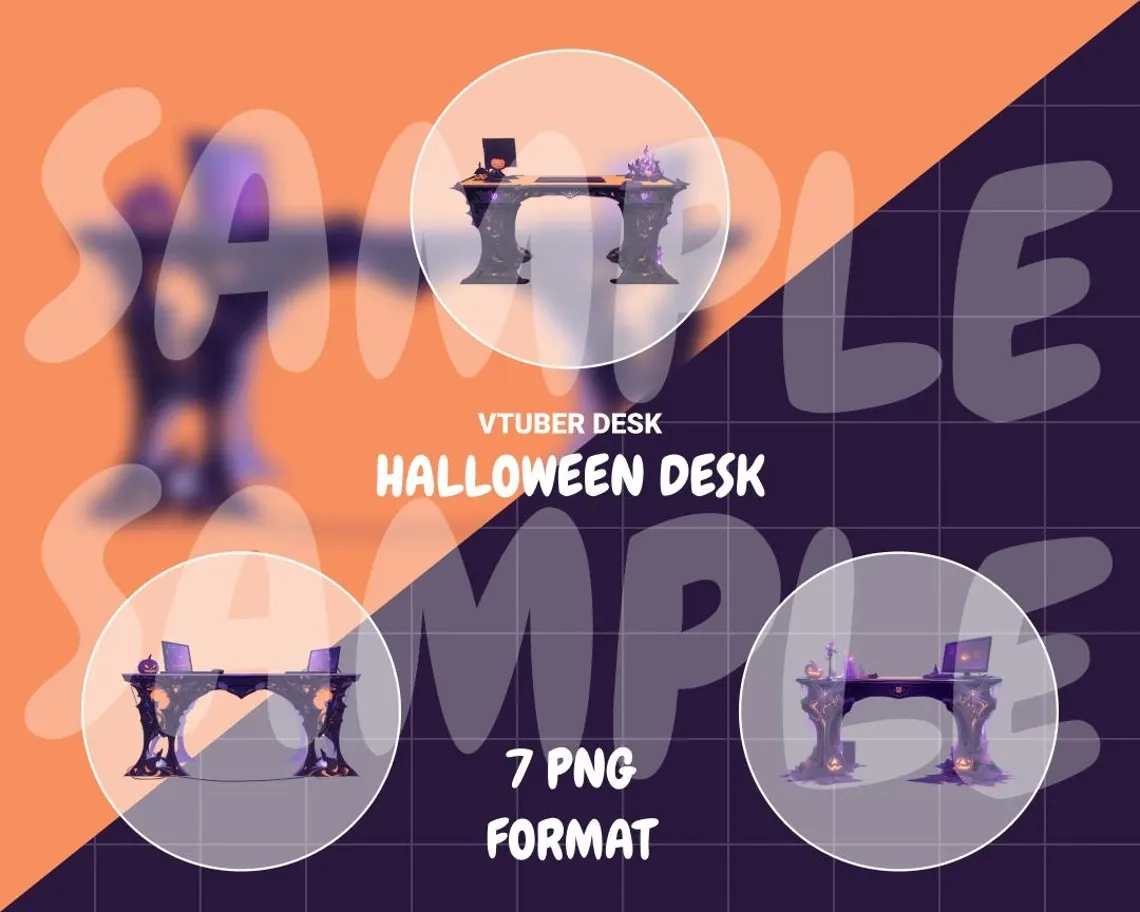 SAMPLE
VTUBER DESK
HALLOWEEN DESK
SAMPLE
7 PNG
FORMAT